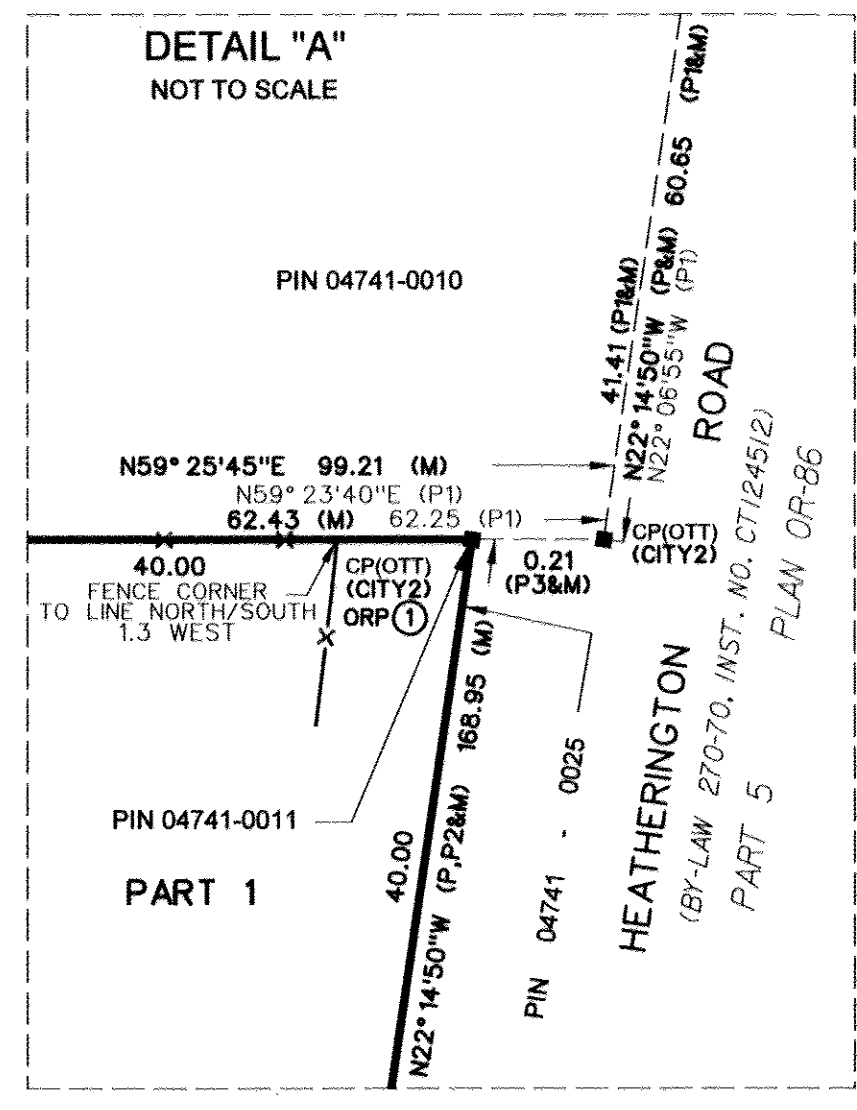 DETAIL "A"
NOT TO SCALE
(P1&M)
60.65
PIN 04741-0010
41.41 (P1&M)
N22° 14'50"W (P&M)
N22° 06'55"W (P1)
ROAD
N59° 25'45"E 99.21 (M)
N59° 23'40"E (P1)
62.43 (M) 62.25 (P1)
40.00
FENCE CORNER
TO LINE NORTH/SOUTH
1.3 WEST
CP(OTT)
(CITY2)
ORP 1
0.21
(P3&M)
CP(OTT)
(CITY2)
168.95 (M)
40.00
N22° 14'50"W (P,P2&M)
PIN 04741-0011
PART 1
PIN 04741 - 0025
HEATHERINGTON
(BY-LAW 270-70, INST. NO. CT124512)
PART 5 PLAN OR-86